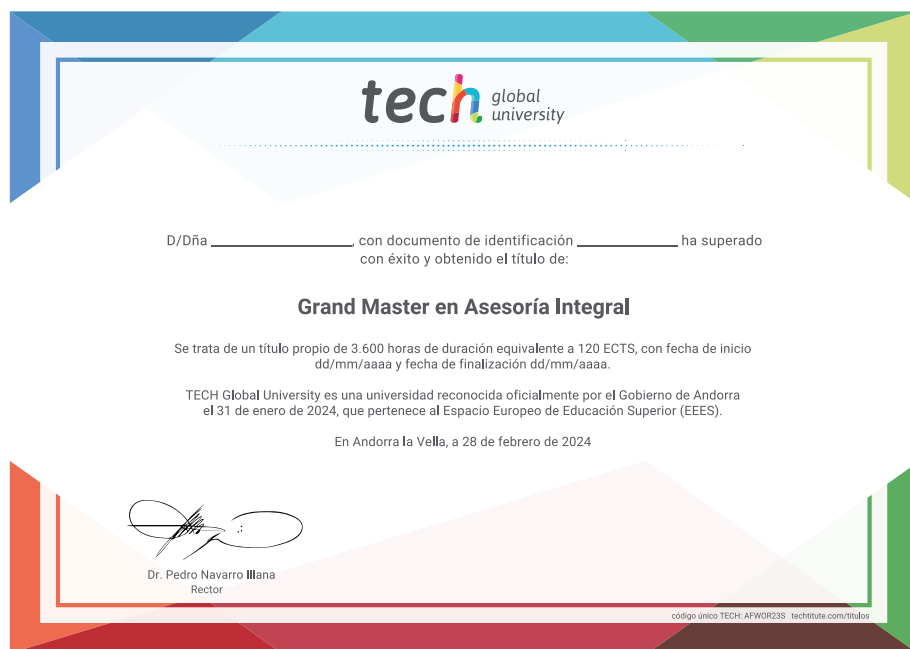 tech global university
D/Dña ______________, con documento de identificación __________ ha superado
con éxito y obtenido el título de:
Grand Master en Asesoría Integral
Se trata de un título propio de 3.600 horas de duración equivalente a 120 ECTS, con fecha de inicio
dd/mm/aaaa y fecha de finalización dd/mm/aaaa.
TECH Global University es una universidad reconocida oficialmente por el Gobierno de Andorra
el 31 de enero de 2024, que pertenece al Espacio Europeo de Educación Superior (EEES).
En Andorra la Vella, a 28 de febrero de 2024
Dr. Pedro Navarro Illana
Rector
código único TECH: AFWOR23S techtitute.com/titulos